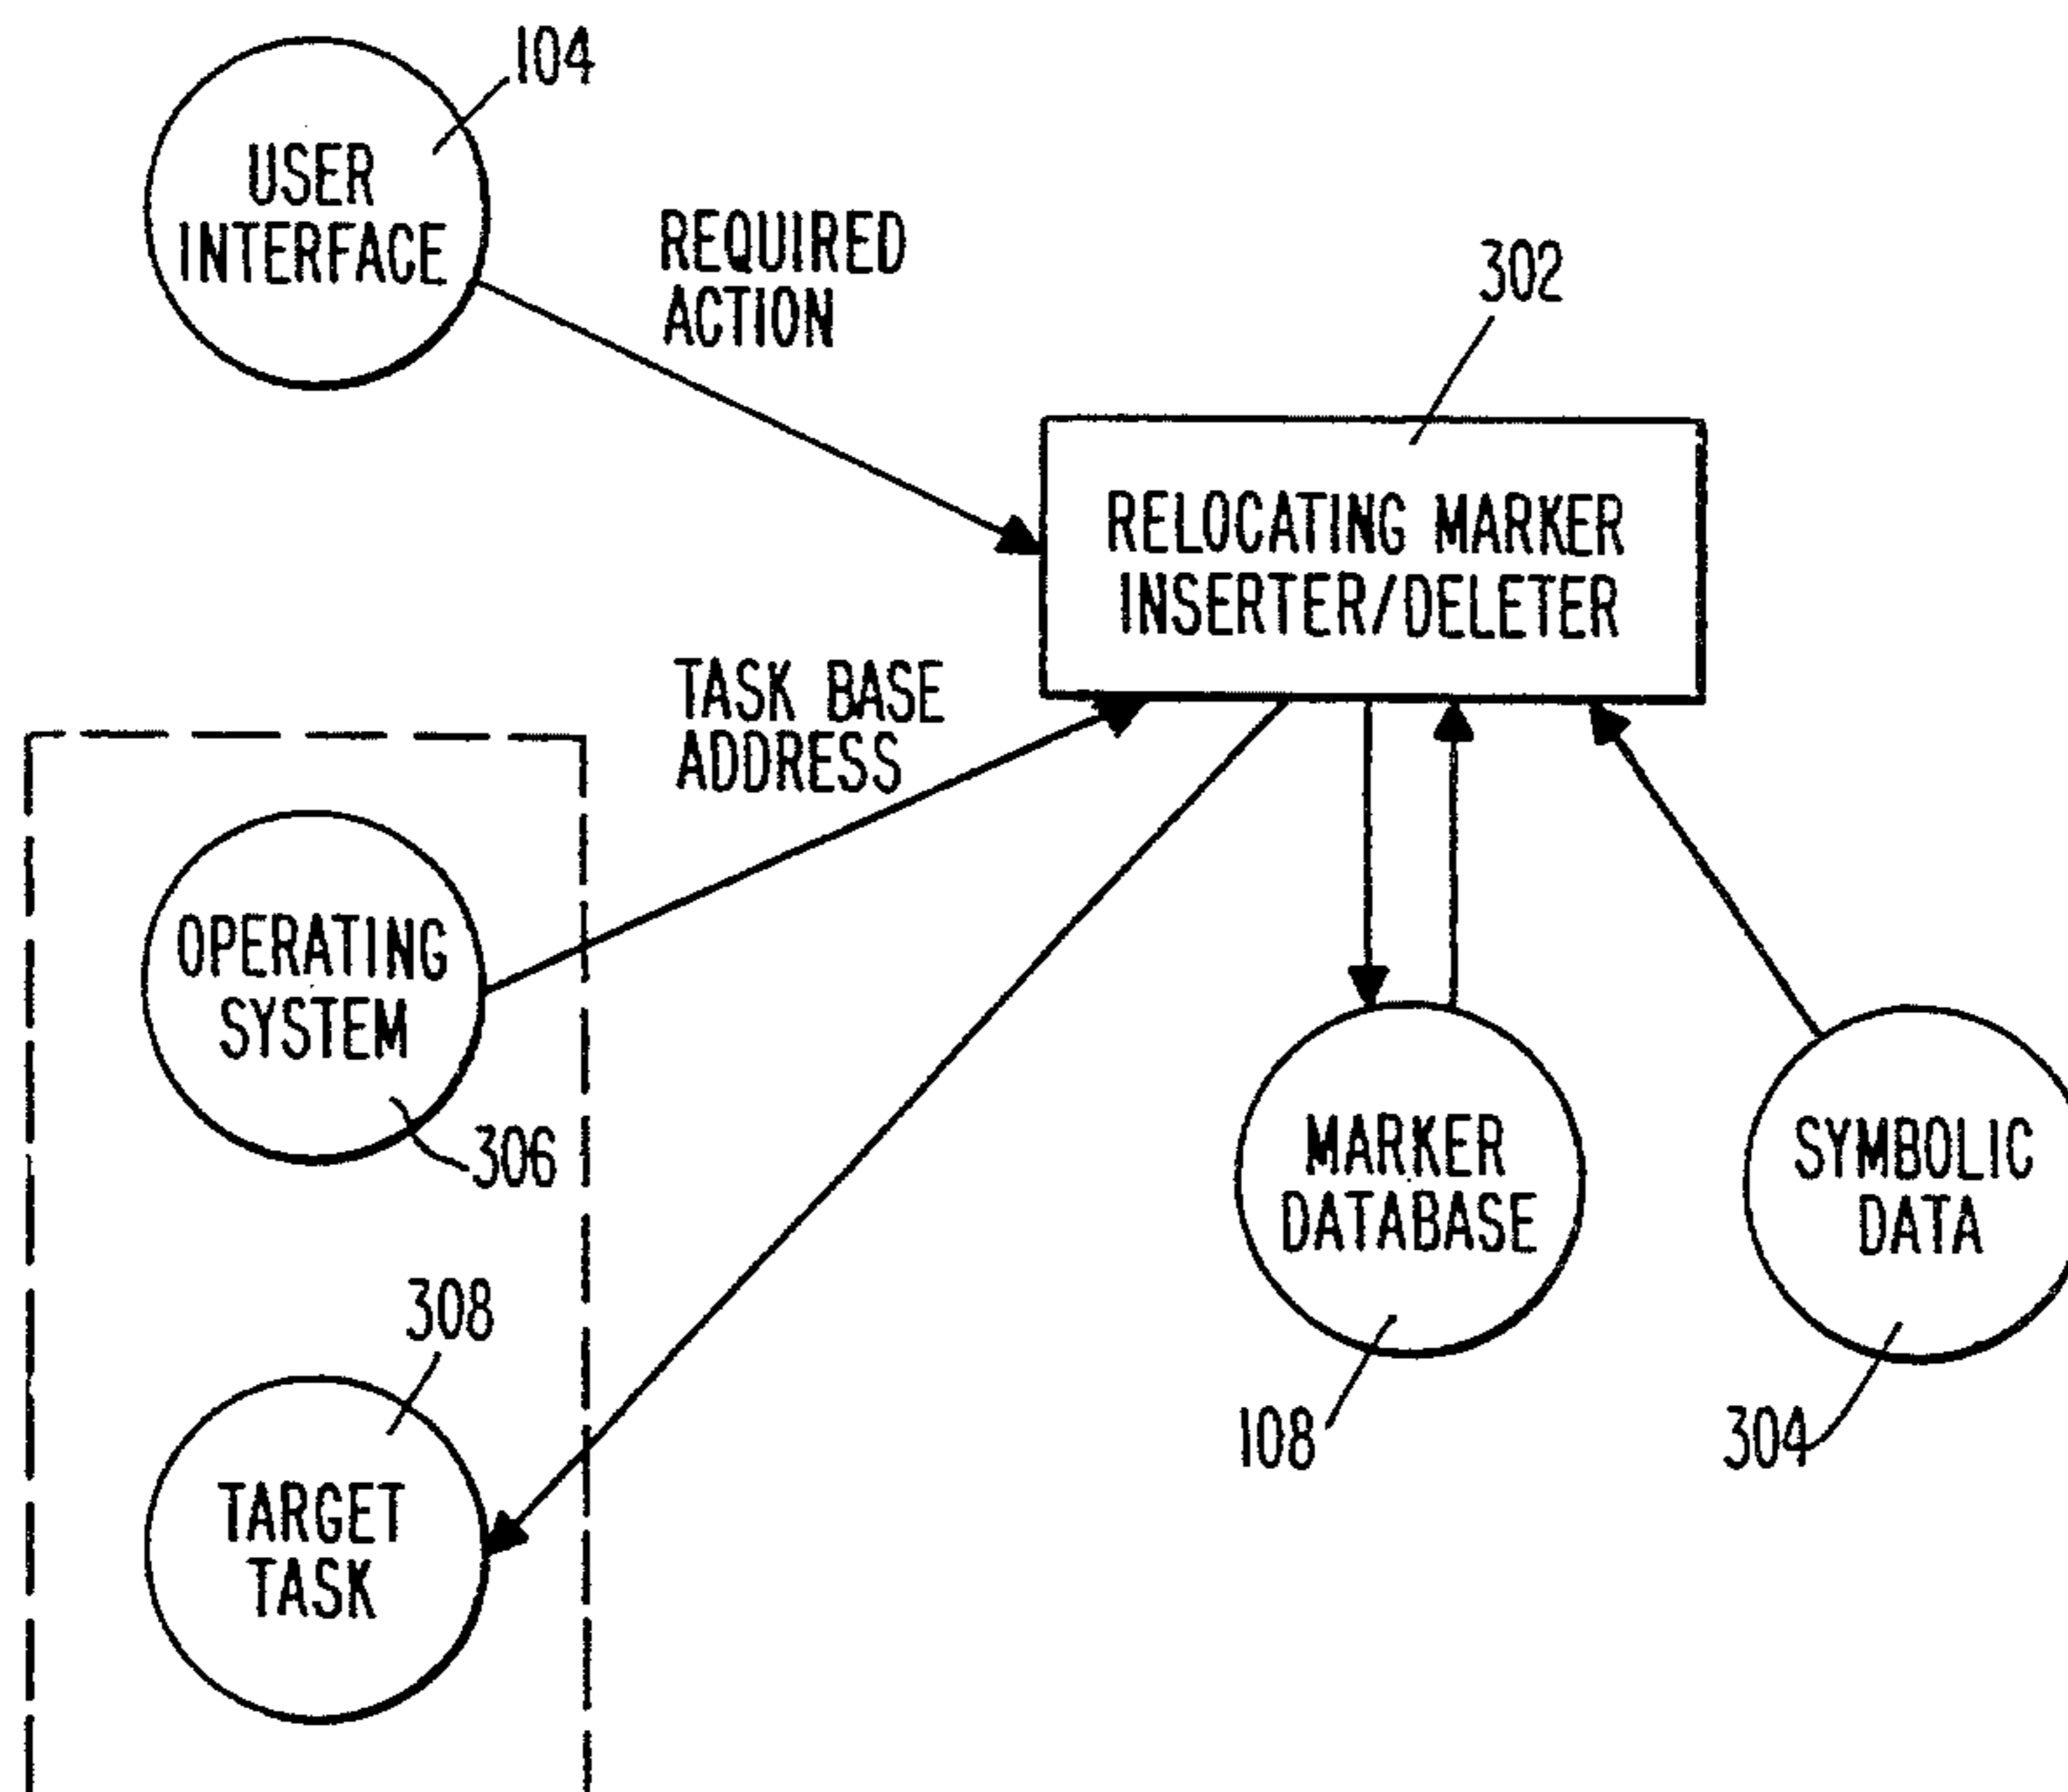 104
USER
INTERFACE
REQUIRED
ACTION
302
RELOCATING MARKER
INSERTER/DELETER
TASK BASE
ADDRESS
OPERATING
SYSTEM
306
308
TARGET
TASK
MARKER
DATABASE
108
SYMBOLIC
DATA
304